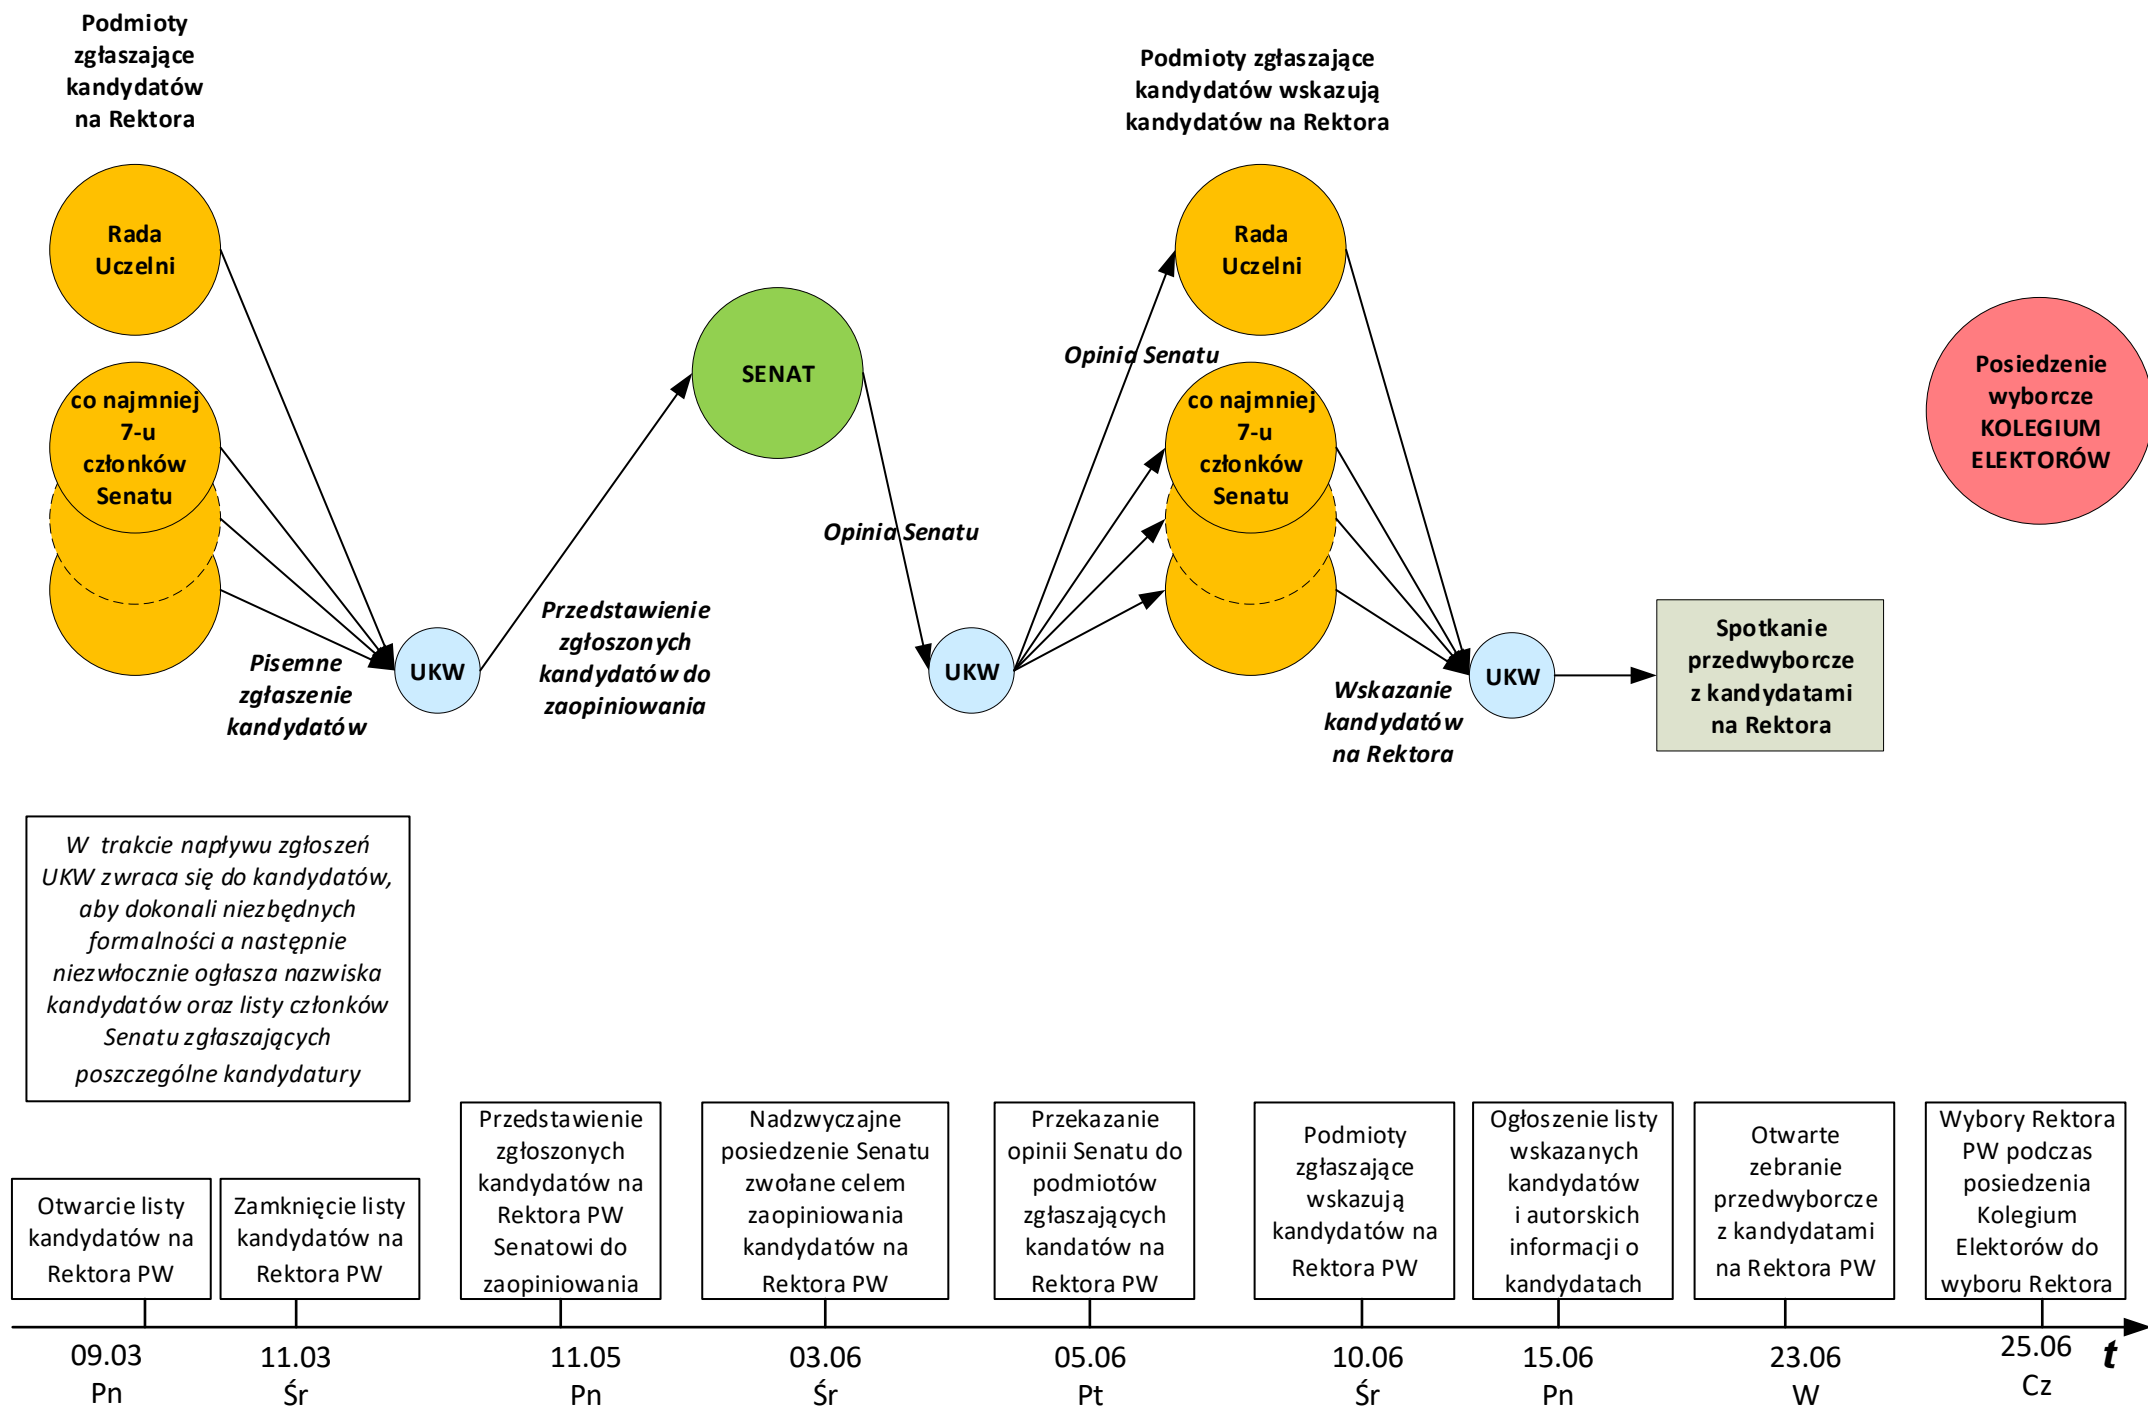 Podmioty
zgłaszające
kandydatów
na Rektora
Podmioty zgłaszające
kandydatów wskazują
kandydatów na Rektora
Rada
Uczelni
co najmniej
7-u
członków
Senatu
Pisemne
zgłaszenie
kandydatów
UKW
Przedstawienie
zgłoszonych
kandydatów do
zaopiniowania
SENAT
Opinia Senatu
UKW
Opinia Senatu
Rada
Uczelni
co najmniej
7-u
członków
Senatu
Wskazanie
kandydatów
na Rektora
UKW
Spotkanie
przedwyborcze
z kandydatami
na Rektora
Posiedzenie
wyborcze
KOLEGIUM
ELEKTORÓW
W trakcie napływu zgłoszeń
UKW zwraca się do kandydatów,
aby dokonali niezbędnych
formalności a następnie
niezwłocznie ogłasza nazwiska
kandydatów oraz listy członków
Senatu zgłaszających
poszczególne kandydatury
Otwarcie listy
kandydatów na
Rektora PW
Zamknięcie listy
kandydatów na
Rektora PW
Przedstawienie
zgłoszonych
kandydatów na
Rektora PW
Senatowi do
zaopiniowania
Nadzwyczajne
posiedzenie Senatu
zwołane celem
zaopiniowania
kandydatów na
Rektora PW
Przekazanie
opinii Senatu do
podmiotów
zgłaszających
kandatów na
Rektora PW
Podmioty
zgłaszające
wskazują
kandydatów na
Rektora PW
Ogłoszenie listy
wskazanych
kandydatów
i autorskich
informacji o
kandydatach
Otwarte
zebranie
przedwyborcze
z kandydatami
na Rektora PW
Wybory Rektora
PW podczas
posiedzenia
Kolegium
Elektorów do
wyboru Rektora
09.03
Pn
11.03
Śr
11.05
Pn
03.06
Śr
05.06
Pt
10.06
Śr
15.06
Pn
23.06
W
25.06
Cz
t